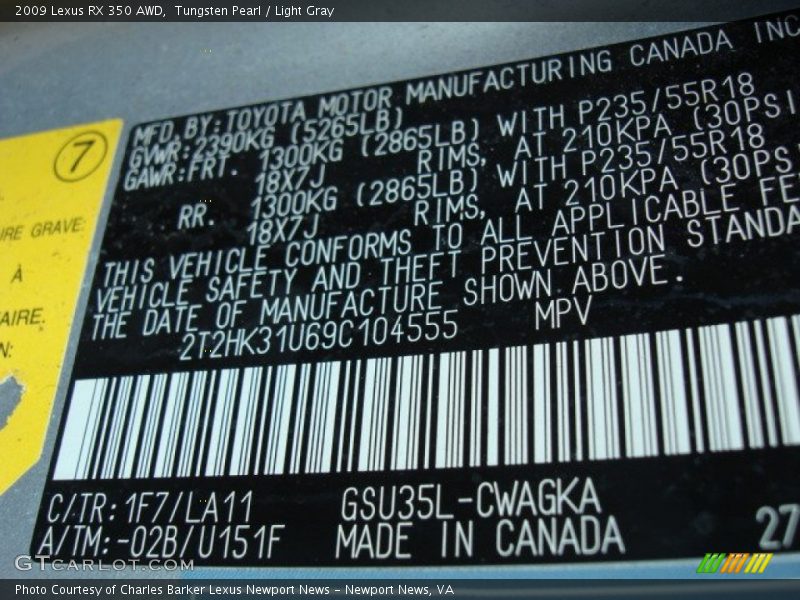 2009 Lexus RX 350 AWD,  Tungsten Pearl / Light Gray
7
URE GRAVE:
À
AIRE,
N:
MFD. BY: TOYOTA MOTOR MANUFACTURING CANADA INC
GVWR: 2390KG (5265LB)
GAWR: FRT. 1300KG (2865LB) WITH P235/55R18
18X7J RIMS, AT 210KPA (30PSI
RR. 1300KG (2865LB) WITH P235/55R18
18X7J RIMS, AT 210KPA (30PS
THIS VEHICLE CONFORMS TO ALL APPLICABLE FE
VEHICLE SAFETY AND THEFT PREVENTION STANDA
THE DATE OF MANUFACTURE SHOWN ABOVE.
2T2HK31U69C104555 MPV
C/TR: 1F7/LA11 GSU35L-CWAGKA
A/TM: -02B/U151F MADE IN CANADA 27
GTCARLOT.COM
Photo Courtesy of Charles Barker Lexus Newport News – Newport News, VA